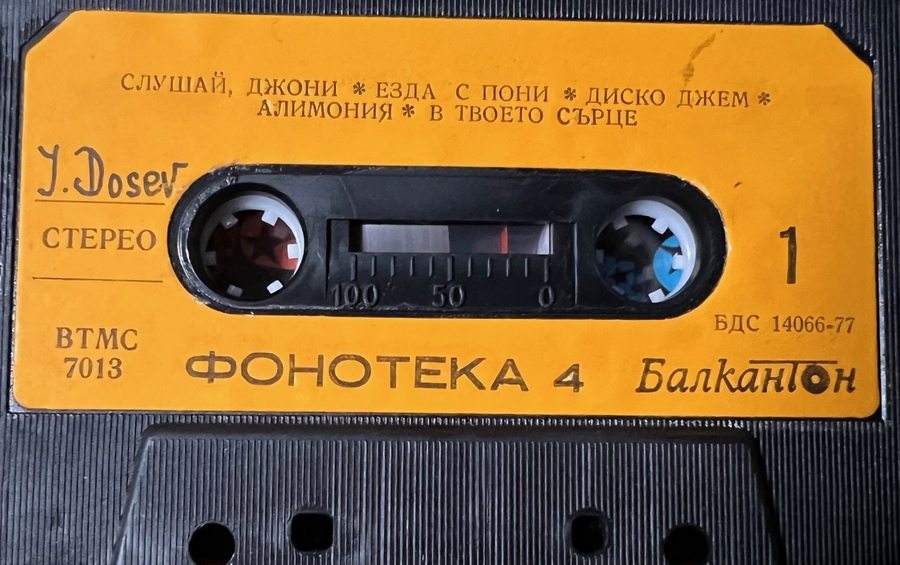 СЛУШАЙ, ДЖОНИ * ЕЗДА С ПОНИ * ДИСКО ДЖЕМ *
АЛИМОНИЯ * В ТВОЕТО СЪРЦЕ
J. Dosev
СТЕРЕО
1
100 50 0
БДС 14066-77
ВТМС
7013
ФОНОТЕКА 4
Балкантон